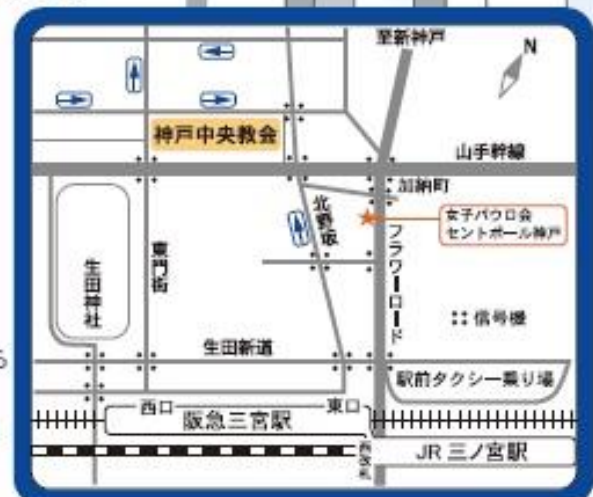 至新神戸
N
神戸中央教会
山手幹線
加納町
女子パウロ会
セントポール神戸
北野坂
フラワーロード
東門街
生田神社
信号機
生田新道
ら
駅前タクシー乗り場
西口
東口
阪急三宮駅
JR 三ノ宮駅